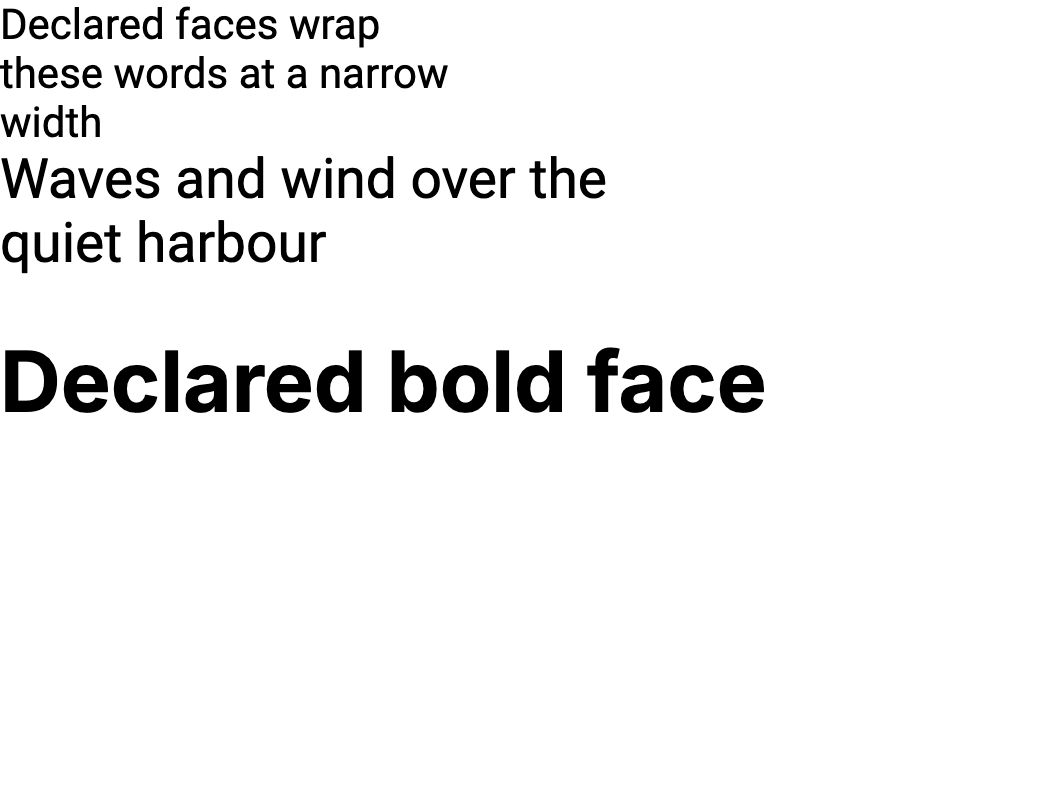 Declared faces wrap
these words at a narrow
width
Waves and wind over the
quiet harbour
Declared bold face